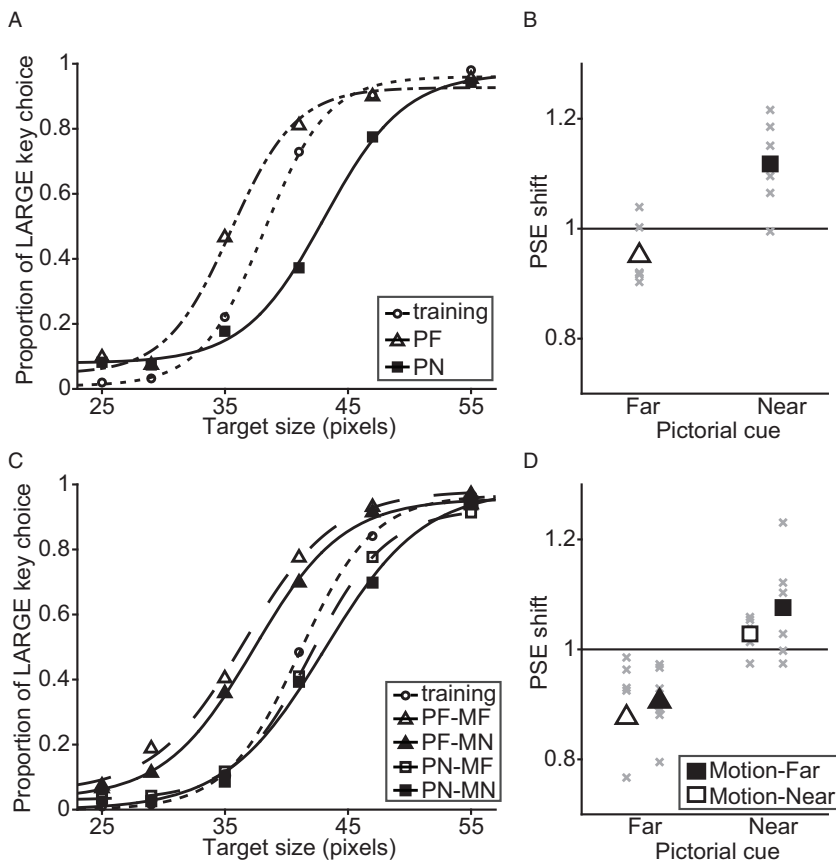 A
Proportion of LARGE key choice
1
0.8
0.6
0.4
0.2
0
25
35
45
55
Target size (pixels)
training
PF
PN
B
PSE shift
1.2
1
0.8
Far
Near
Pictorial cue
C
Proportion of LARGE key choice
1
0.8
0.6
0.4
0.2
0
25
35
45
55
Target size (pixels)
training
PF-MF
PF-MN
PN-MF
PN-MN
D
PSE shift
1.2
1
0.8
Far
Near
Pictorial cue
Motion-Far
Motion-Near